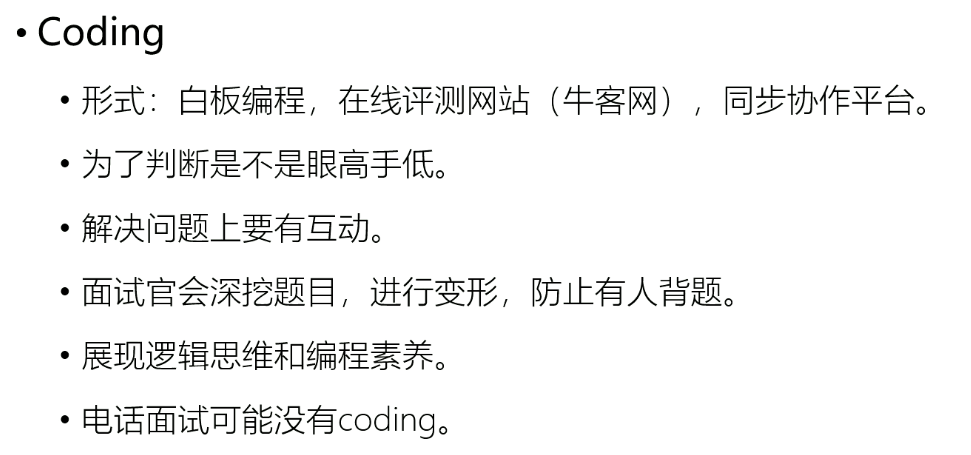 • Coding
• 形式：白板编程，在线评测网站（牛客网），同步协作平台。
• 为了判断是不是眼高手低。
• 解决问题上要有互动。
• 面试官会深挖题目，进行变形，防止有人背题。
• 展现逻辑思维和编程素养。
• 电话面试可能没有coding。